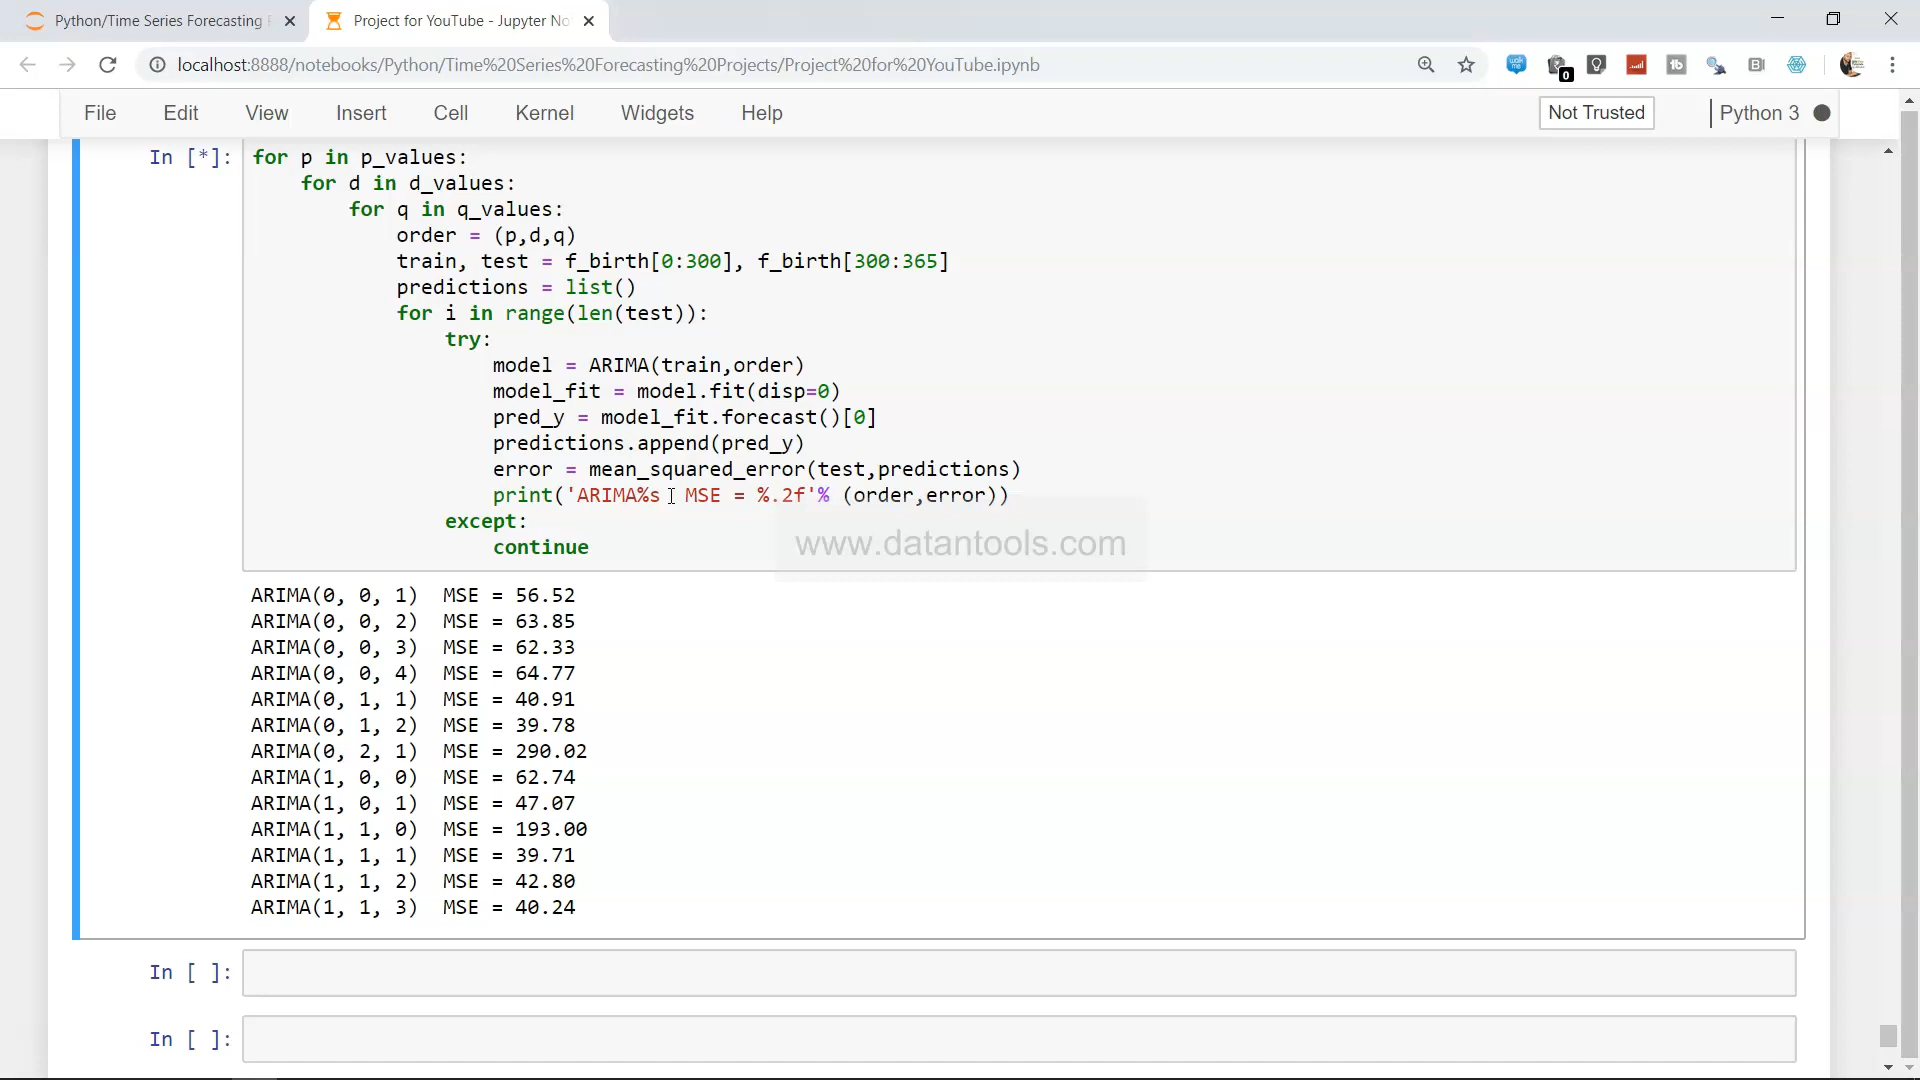 Python/Time Series Forecasting
Project for YouTube - Jupyter No
localhost:8888/notebooks/Python/Time%20Series%20Forecasting%20Projects/Project%20for%20YouTube.ipynb
0
File Edit View Insert Cell Kernel Widgets Help
Not Trusted
Python 3
In [*]:
for p in p_values:
for d in d_values:
for q in q_values:
order = (p,d,q)
train, test = f_birth[0:300], f_birth[300:365]
predictions = list()
for i in range(len(test)):
try:
model = ARIMA(train,order)
model_fit = model.fit(disp=0)
pred_y = model_fit.forecast()[0]
predictions.append(pred_y)
error = mean_squared_error(test,predictions)
print('ARIMA%s MSE = %.2f'% (order,error))
except:
continue
www.datantools.com
ARIMA(0, 0, 1) MSE = 56.52
ARIMA(0, 0, 2) MSE = 63.85
ARIMA(0, 0, 3) MSE = 62.33
ARIMA(0, 0, 4) MSE = 64.77
ARIMA(0, 1, 1) MSE = 40.91
ARIMA(0, 1, 2) MSE = 39.78
ARIMA(0, 2, 1) MSE = 290.02
ARIMA(1, 0, 0) MSE = 62.74
ARIMA(1, 0, 1) MSE = 47.07
ARIMA(1, 1, 0) MSE = 193.00
ARIMA(1, 1, 1) MSE = 39.71
ARIMA(1, 1, 2) MSE = 42.80
ARIMA(1, 1, 3) MSE = 40.24
In [ ]:
In [ ]: